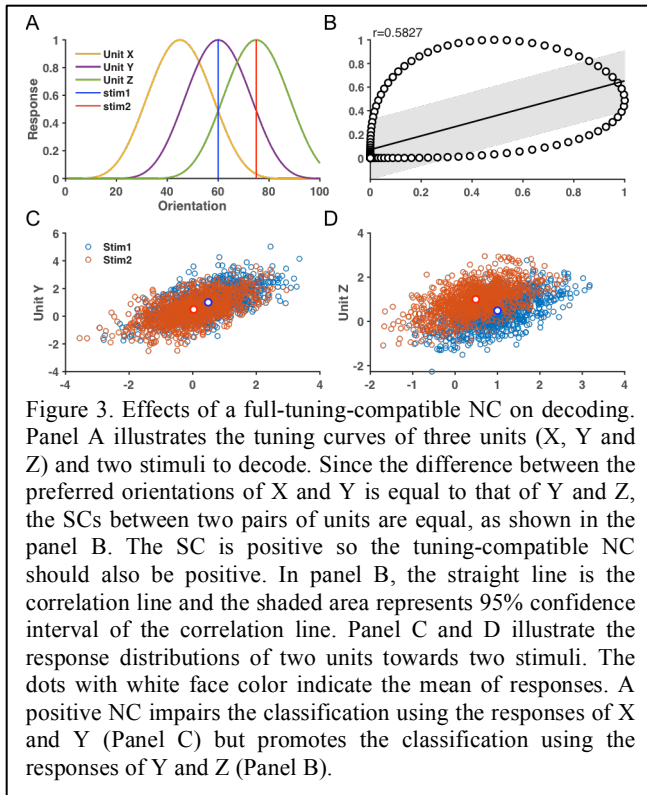 A
Unit X
Unit Y
Unit Z
stim1
stim2
Response
1
0.8
0.6
0.4
0.2
0
0 20 40 60 80 100
Orientation
B
r=0.5827
1
0.8
0.6
0.4
0.2
0
0 0.2 0.4 0.6 0.8 1
C
Stim1
Stim2
Unit Y
6
4
2
0
-2
-4
-4 -2 0 2 4
D
Unit Z
4
2
0
-2
-2 -1 0 1 2 3 4
Figure 3. Effects of a full-tuning-compatible NC on decoding.
Panel A illustrates the tuning curves of three units (X, Y and
Z) and two stimuli to decode. Since the difference between the
preferred orientations of X and Y is equal to that of Y and Z,
the SCs between two pairs of units are equal, as shown in the
panel B. The SC is positive so the tuning-compatible NC
should also be positive. In panel B, the straight line is the
correlation line and the shaded area represents 95% confidence
interval of the correlation line. Panel C and D illustrate the
response distributions of two units towards two stimuli. The
dots with white face color indicate the mean of responses. A
positive NC impairs the classification using the responses of X
and Y (Panel C) but promotes the classification using the
responses of Y and Z (Panel B).